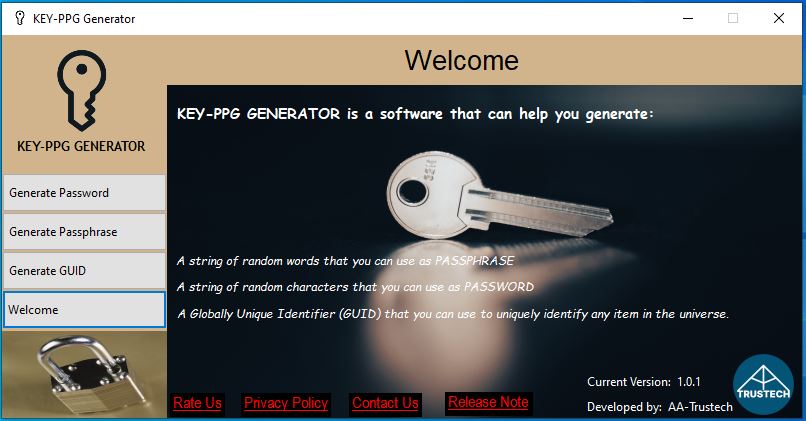 KEY-PPG Generator
Welcome
KEY-PPG GENERATOR
Generate Password
Generate Passphrase
Generate GUID
Welcome
KEY-PPG GENERATOR is a software that can help you generate:
A string of random words that you can use as PASSPHRASE
A string of random characters that you can use as PASSWORD
A Globally Unique Identifier (GUID) that you can use to uniquely identify any item in the universe.
Rate Us
Privacy Policy
Contact Us
Release Note
Current Version: 1.0.1
Developed by: AA-Trustech
TRUSTECH